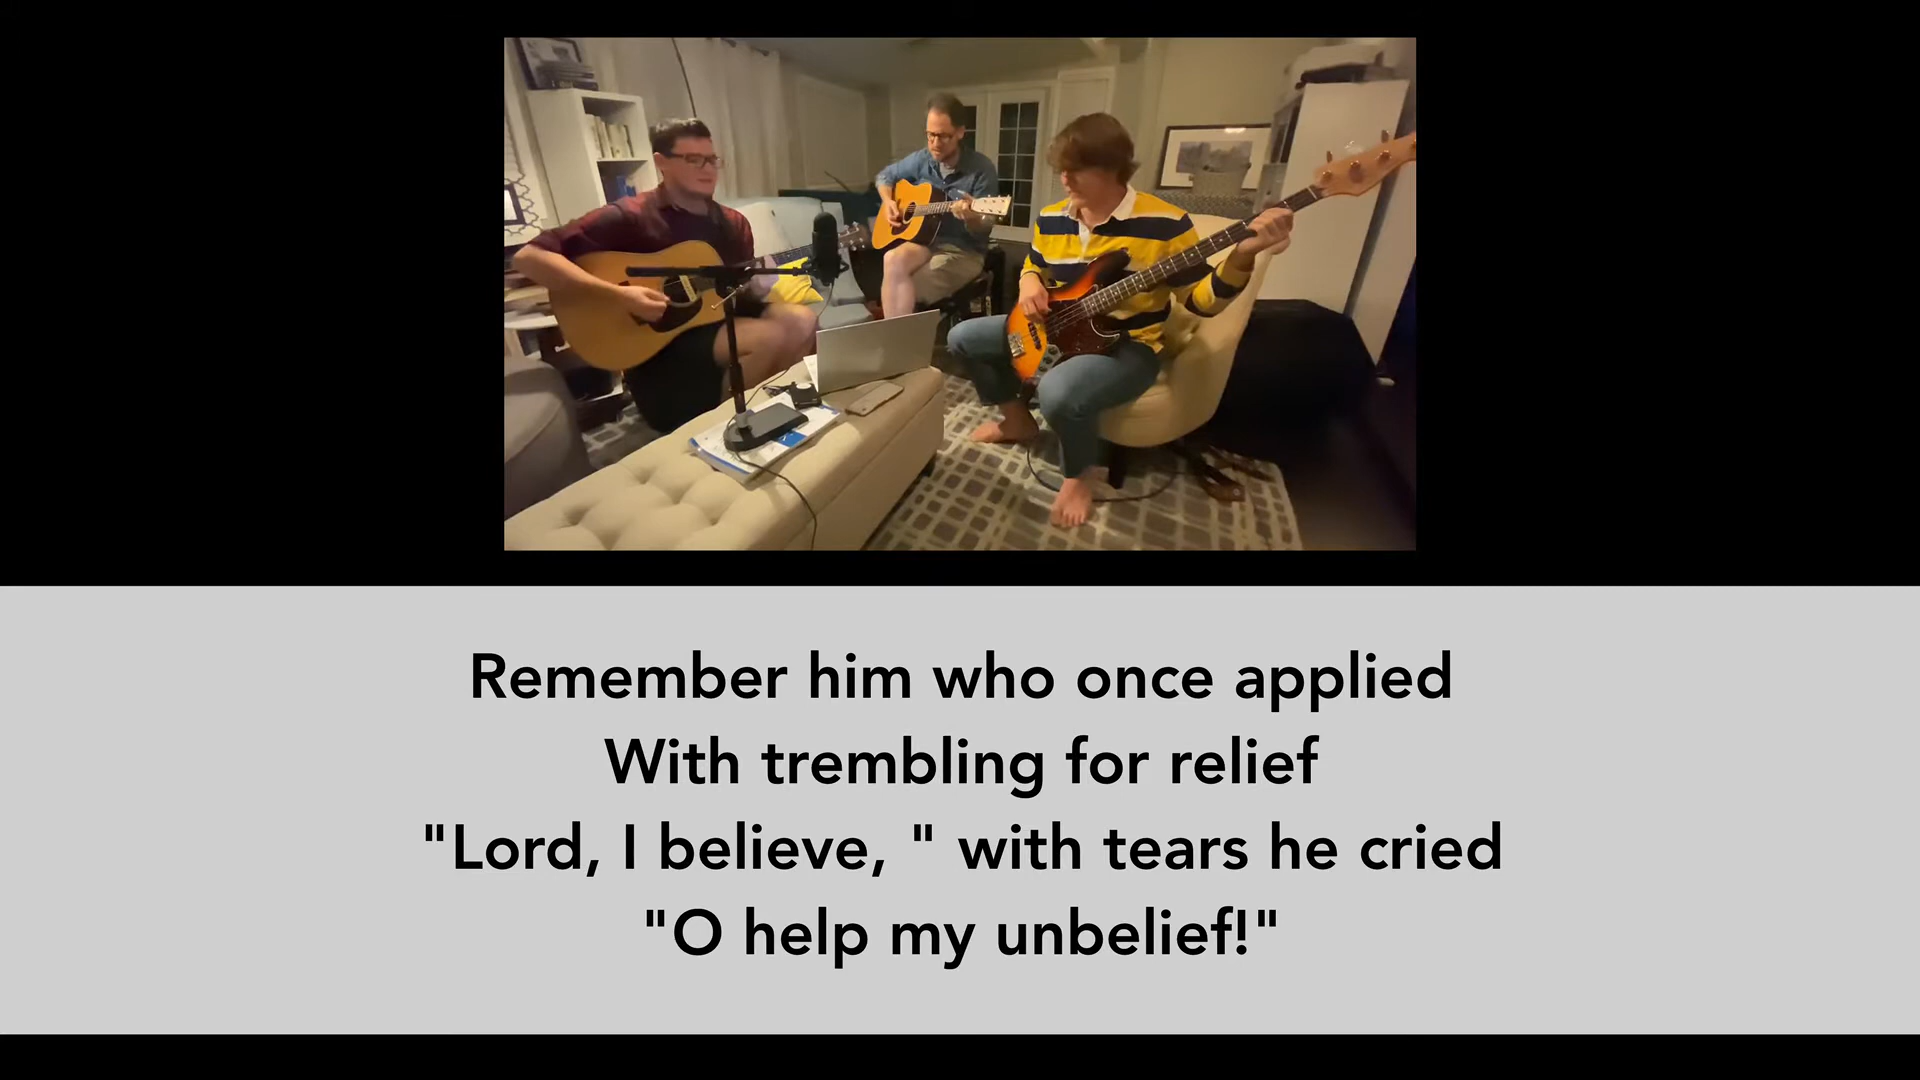 Remember him who once applied
With trembling for relief
"Lord, I believe, " with tears he cried
"O help my unbelief!"